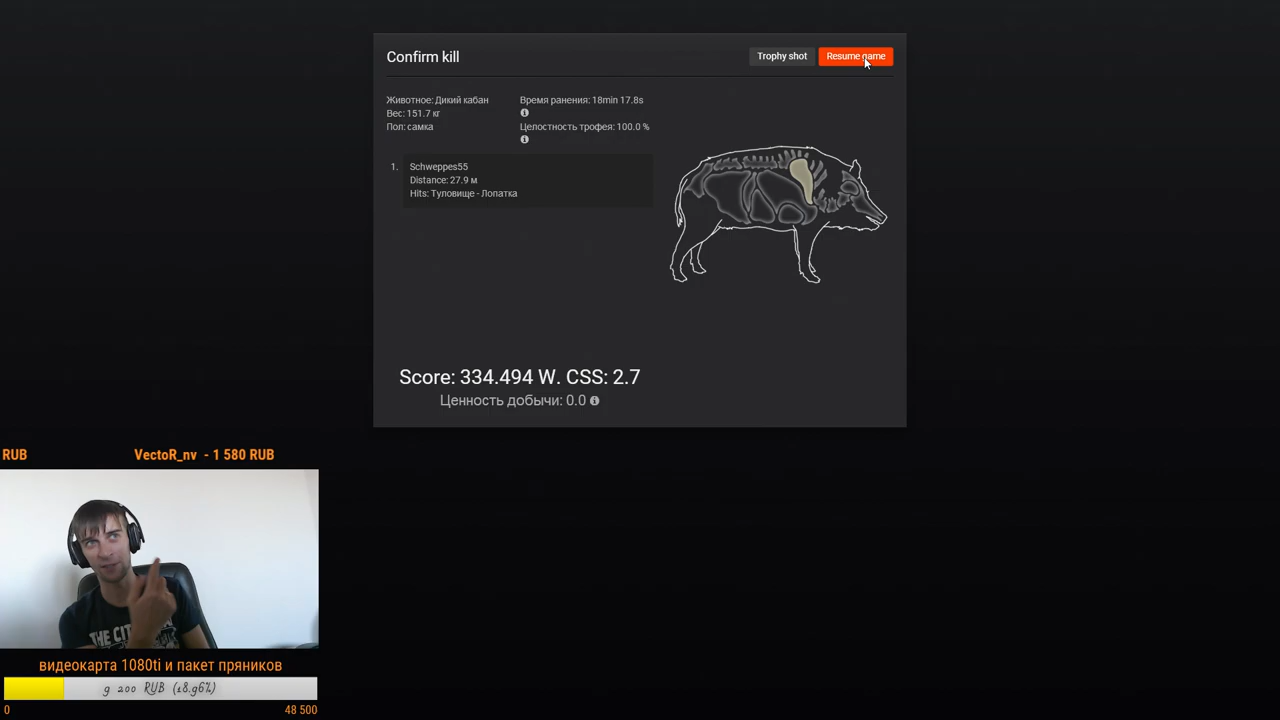 Confirm kill
Trophy shot
Resume game
Животное: Дикий кабан
Вес: 151.7 кг
Пол: самка
Время ранения: 18min 17.8s
Целостность трофея: 100.0 %
1.
Schweppes55
Distance: 27.9 м
Hits: Туловище - Лопатка
Score: 334.494 W. CSS: 2.7
Ценность добычи: 0.0
RUB
VectoR_nv - 1 580 RUB
THE CIT
видеокарта 1080ti и пакет пряников
9 200 RUB (18.96%)
0
48 500